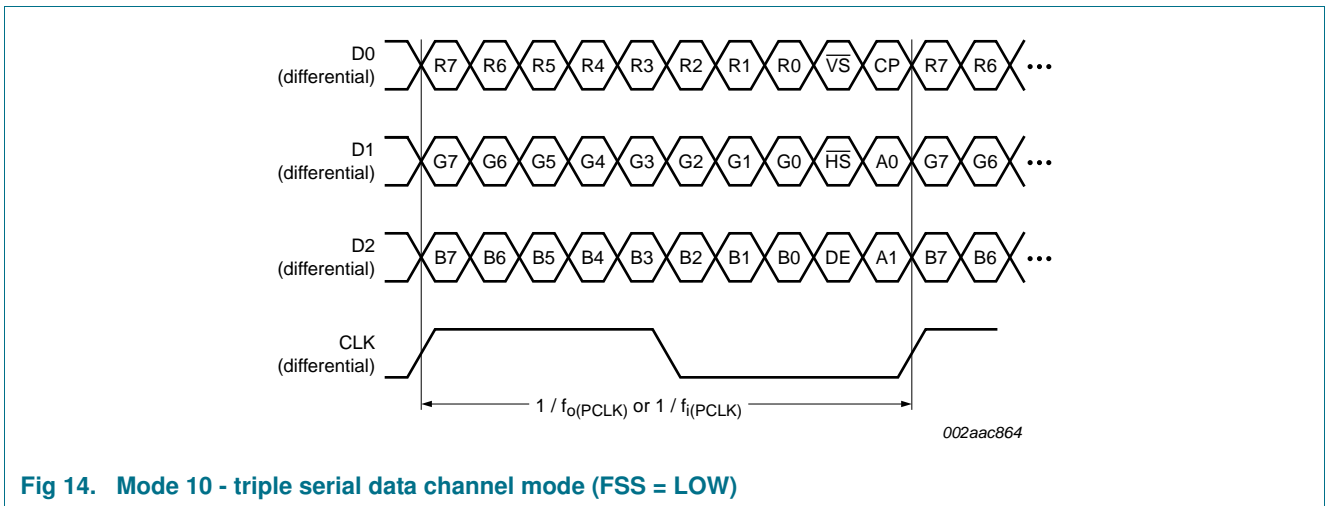 D0 (differential) R7 R6 R5 R4 R3 R2 R1 R0 V̅S̅ CP R7 R6 •••
D1 (differential) G7 G6 G5 G4 G3 G2 G1 G0 H̅S̅ A0 G7 G6 •••
D2 (differential) B7 B6 B5 B4 B3 B2 B1 B0 DE A1 B7 B6 •••
CLK (differential)
1 / fo(PCLK) or 1 / fi(PCLK)
002aac864
Fig 14. Mode 10 - triple serial data channel mode (FSS = LOW)